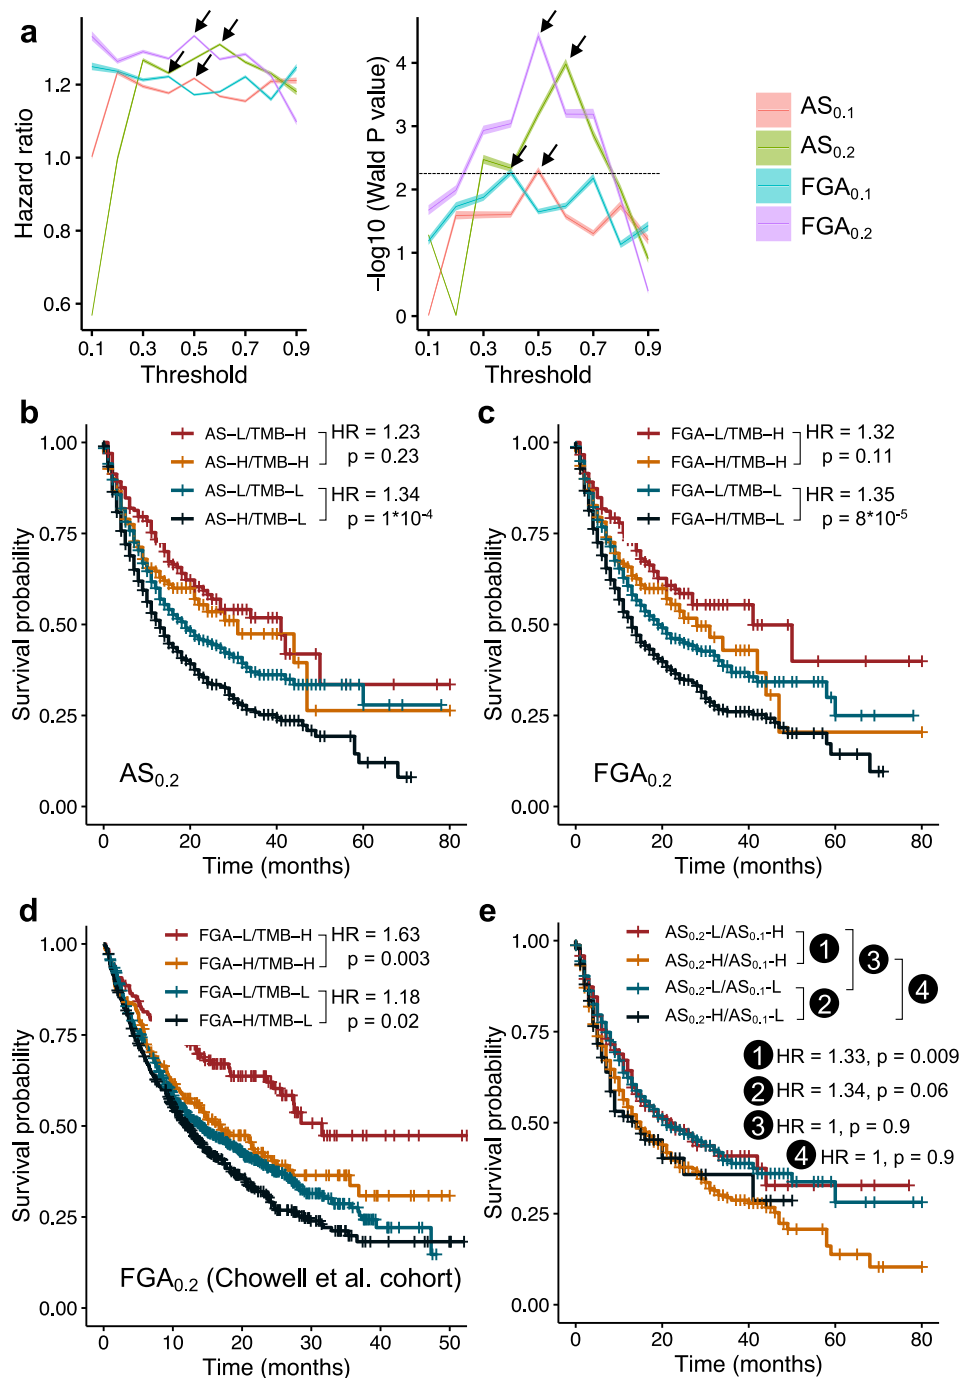 a
Hazard ratio
1.2
1.0
0.8
0.6
0.1 0.3 0.5 0.7 0.9
Threshold
−log10 (Wald P value)
4
3
2
1
0
0.1 0.3 0.5 0.7 0.9
Threshold
AS0.1
AS0.2
FGA0.1
FGA0.2
b
Survival probability
1.00
0.75
0.50
0.25
0.00
AS−L/TMB−H
AS−H/TMB−H
AS−L/TMB−L
AS−H/TMB−L
HR = 1.23
p = 0.23
HR = 1.34
p = 1*10-4
AS0.2
0 20 40 60 80
Time (months)
c
Survival probability
1.00
0.75
0.50
0.25
0.00
FGA−L/TMB−H
FGA−H/TMB−H
FGA−L/TMB−L
FGA−H/TMB−L
HR = 1.32
p = 0.11
HR = 1.35
p = 8*10-5
FGA0.2
0 20 40 60 80
Time (months)
d
Survival probability
1.00
0.75
0.50
0.25
0.00
FGA−L/TMB−H
FGA−H/TMB−H
FGA−L/TMB−L
FGA−H/TMB−L
HR = 1.63
p = 0.003
HR = 1.18
p = 0.02
FGA0.2 (Chowell et al. cohort)
0 10 20 30 40 50
Time (months)
e
Survival probability
1.00
0.75
0.50
0.25
0.00
AS0.2-L/AS0.1-H
AS0.2-H/AS0.1-H
AS0.2-L/AS0.1-L
AS0.2-H/AS0.1-L
1
2
3
4
1 HR = 1.33, p = 0.009
2 HR = 1.34, p = 0.06
3 HR = 1, p = 0.9
4 HR = 1, p = 0.9
0 20 40 60 80
Time (months)